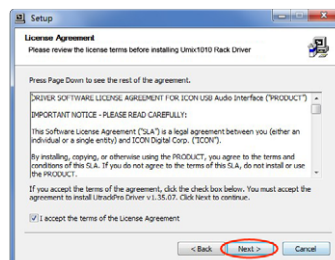 Setup
License Agreement
Please review the license terms before installing Umix1010 Rack Driver
Press Page Down to see the rest of the agreement.
DRIVER SOFTWARE LICENSE AGREEMENT FOR ICON USB Audio Interface ("PRODUCT")
IMPORTANT NOTICE - PLEASE READ CAREFULLY:
This Software License Agreement ("SLA") is a legal agreement between you (either an
individual or a single entity) and ICON Digital Corp. ("ICON").
By installing, copying, or otherwise using the PRODUCT, you agree to the terms and
conditions of this SLA. If you do not agree to the terms of this SLA, do not install or use
the PRODUCT.
If you accept the terms of the agreement, click the check box below. You must accept the
agreement to install UtrackPro Driver v1.35.07. Click Next to continue.
I accept the terms of the License Agreement
< Back
Next >
Cancel